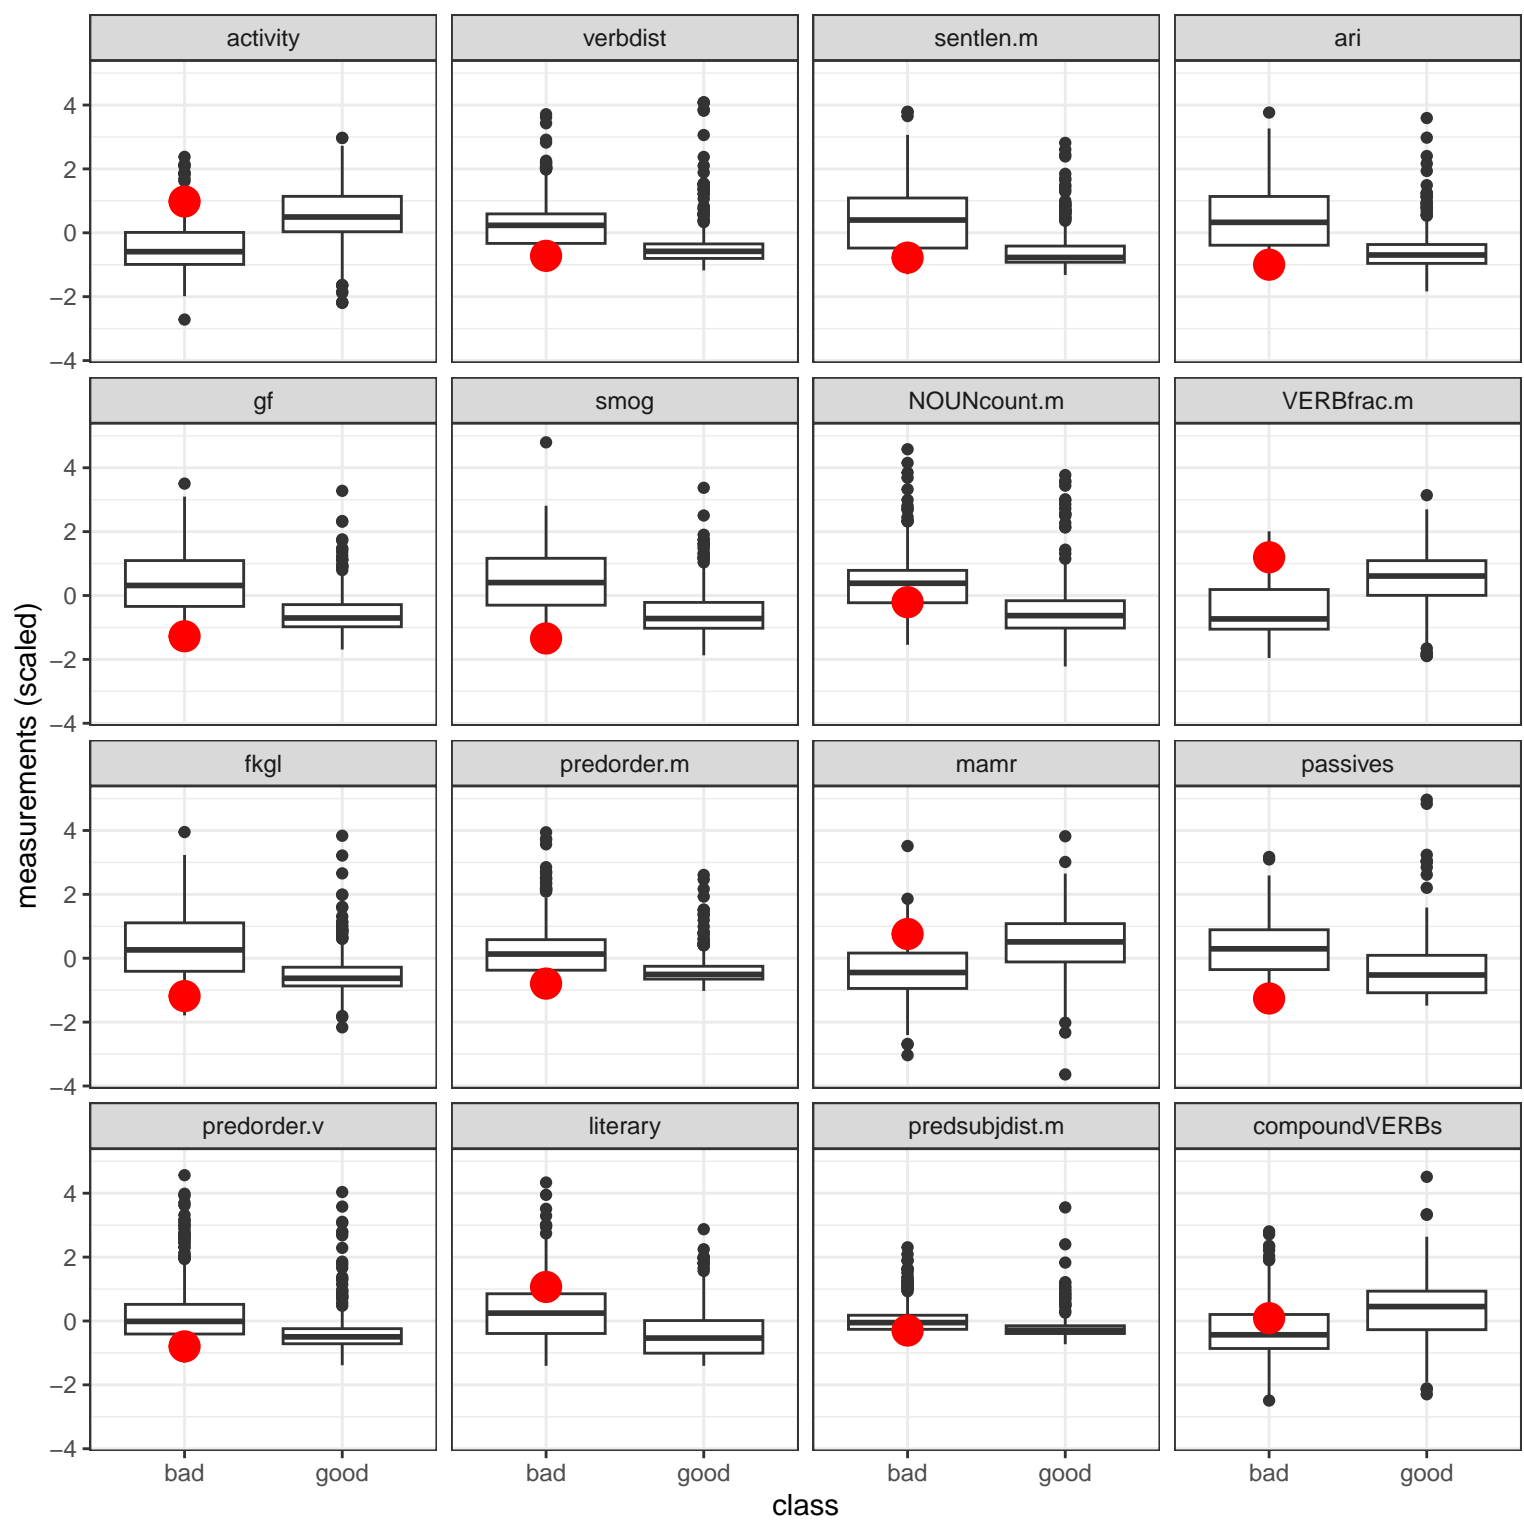 activity verbdist sentlen.m ari
4
2
0
−2
−4
gf smog NOUNcount.m VERBfrac.m
4
2
0
−2
−4
fkgl predorder.m mamr passives
4
2
0
−2
−4
predorder.v literary predsubjdist.m compoundVERBs
4
2
0
−2
−4
bad good bad good bad good bad good
class
measurements (scaled)